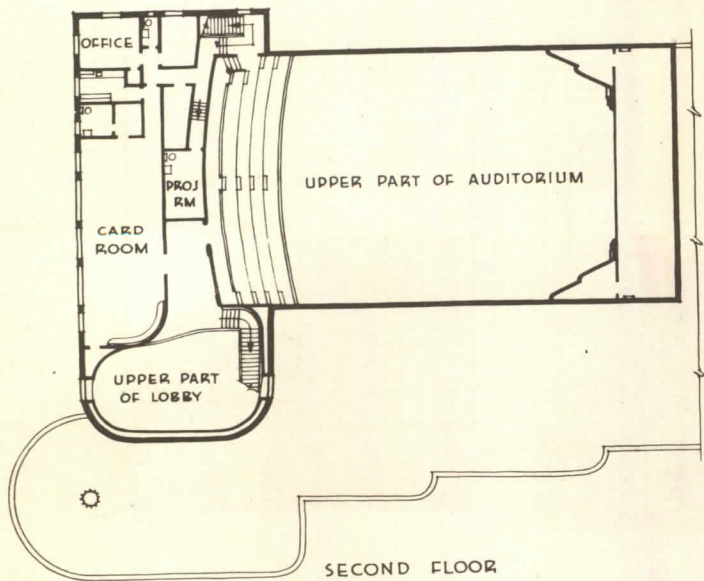 OFFICE
PROJ
RM
UPPER PART OF AUDITORIUM
CARD
ROOM
UPPER PART
OF LOBBY
SECOND FLOOR